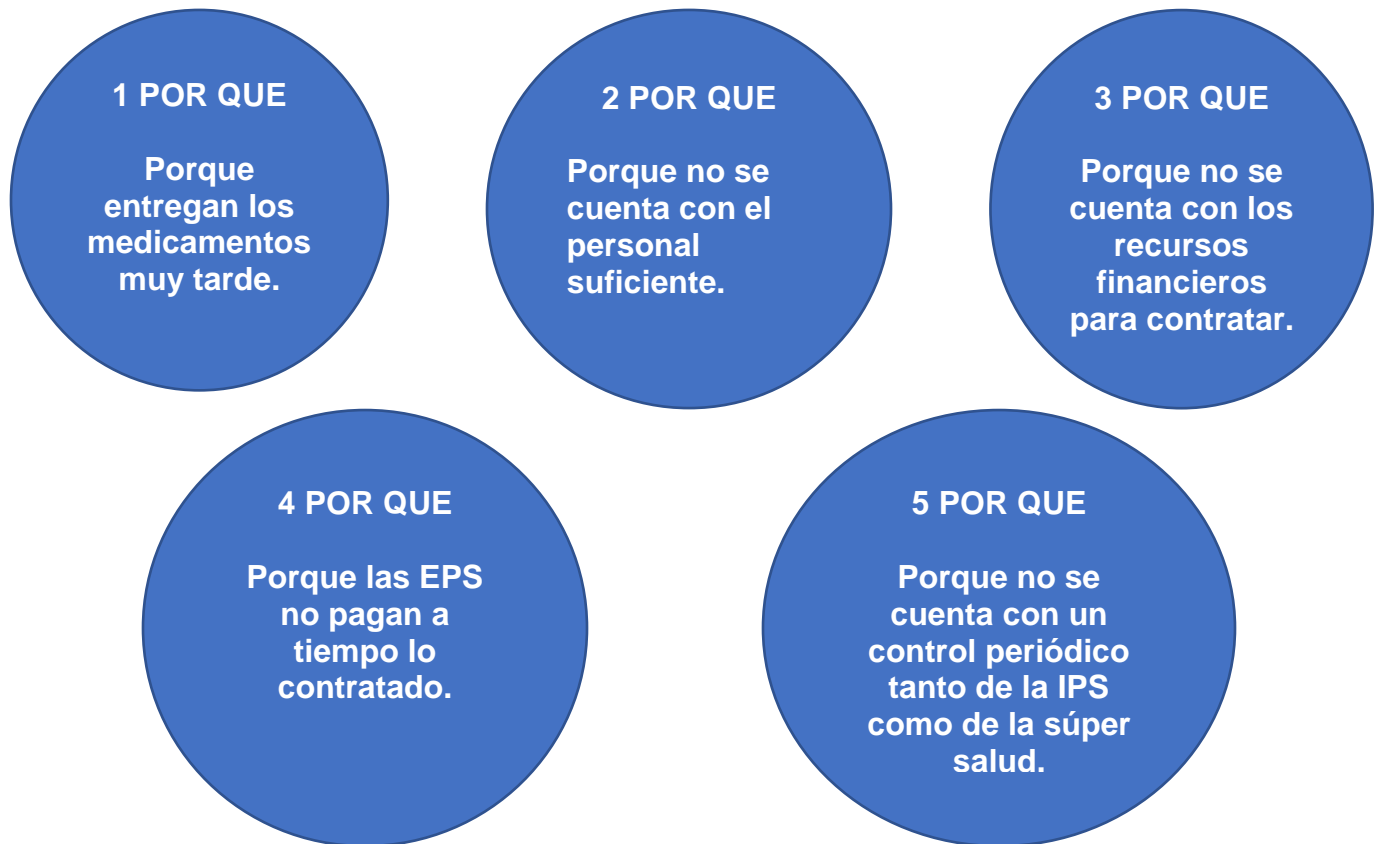 1 POR QUE
Porque
entregan los
medicamentos
muy tarde.
2 POR QUE
Porque no se
cuenta con el
personal
suficiente.
3 POR QUE
Porque no se
cuenta con los
recursos
financieros
para contratar.
4 POR QUE
Porque las EPS
no pagan a
tiempo lo
contratado.
5 POR QUE
Porque no se
cuenta con un
control periódico
tanto de la IPS
como de la súper
salud.